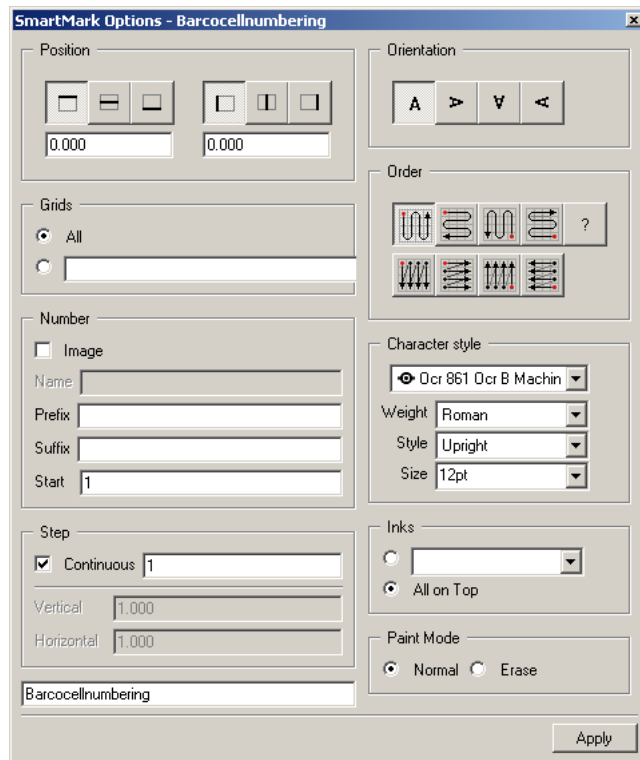 SmartMark Options - Barcocellnumbering
Position
0.000
0.000
Grids
All
Number
Image
Name
Prefix
Suffix
Start 1
Step
Continuous 1
Vertical 1.000
Horizontal 1.000
Barcocellnumbering
Orientation
A A A A
Order
?
Character style
Ocr 861 Ocr B Machin
Weight Roman
Style Upright
Size 12pt
Inks
All on Top
Paint Mode
Normal Erase
Apply